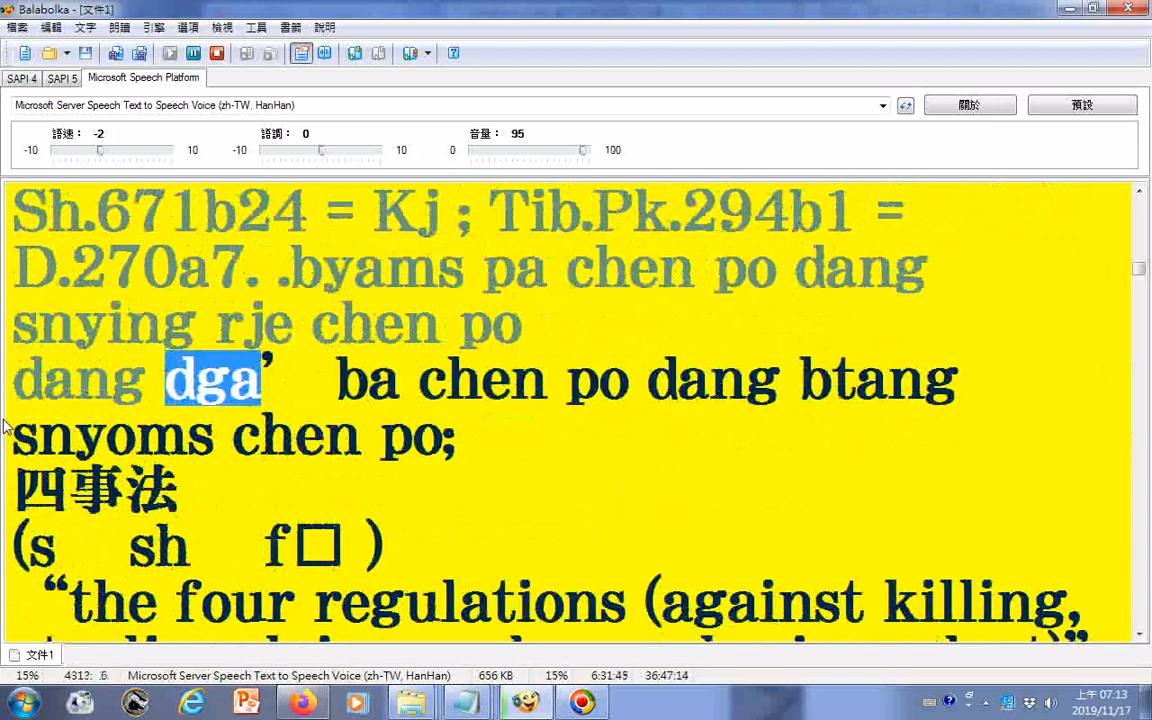 Balabolka - [文件1]
檔案 編輯 文字 朗讀 引擎 選項 檢視 工具 書籤 說明
SAPI 4 SAPI 5 Microsoft Speech Platform
Microsoft Server Speech Text to Speech Voice (zh-TW, HanHan) 關於 預設
語速： -2 語調： 0 音量： 95
-10 10 -10 10 0 100
Sh.671b24 = Kj ; Tib.Pk.294b1 =
D.270a7. .byams pa chen po dang
snying rje chen po
dang dga’ ba chen po dang btang
snyoms chen po;
四事法
(s sh f□ )
“the four regulations (against killing,
文件1
15% 4313: .6. Microsoft Server Speech Text to Speech Voice (zh-TW, HanHan) 656 KB 15% 6:31:45 36:47:14
上午 07:13
2019/11/17